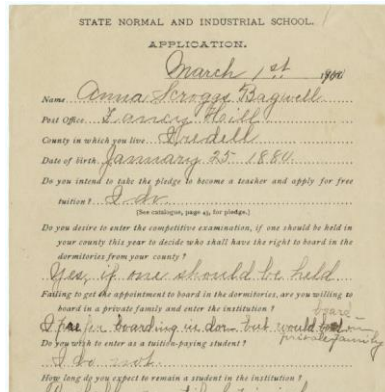 STATE NORMAL AND INDUSTRIAL SCHOOL.
APPLICATION.
March 1st 1900
Name Anna Scroggs Bagwell
Post Office Fancy Hill
County in which you live Iredell
Date of birth January 25 1880.
Do you intend to take the pledge to become a teacher and apply for free
tuition? I do
[See catalogue, page 45, for pledge.]
Do you desire to enter the competitive examination, if one should be held in
your county this year to decide who shall have the right to board in the
dormitories from your county?
Yes, if one should be held
Failing to get the appointment to board in the dormitories, are you willing to
board in a private family and enter the institution?
I prefer boarding in dorm. but would board in
private family
Do you wish to enter as a tuition-paying student?
I do not.
How long do you expect to remain a student in the institution?